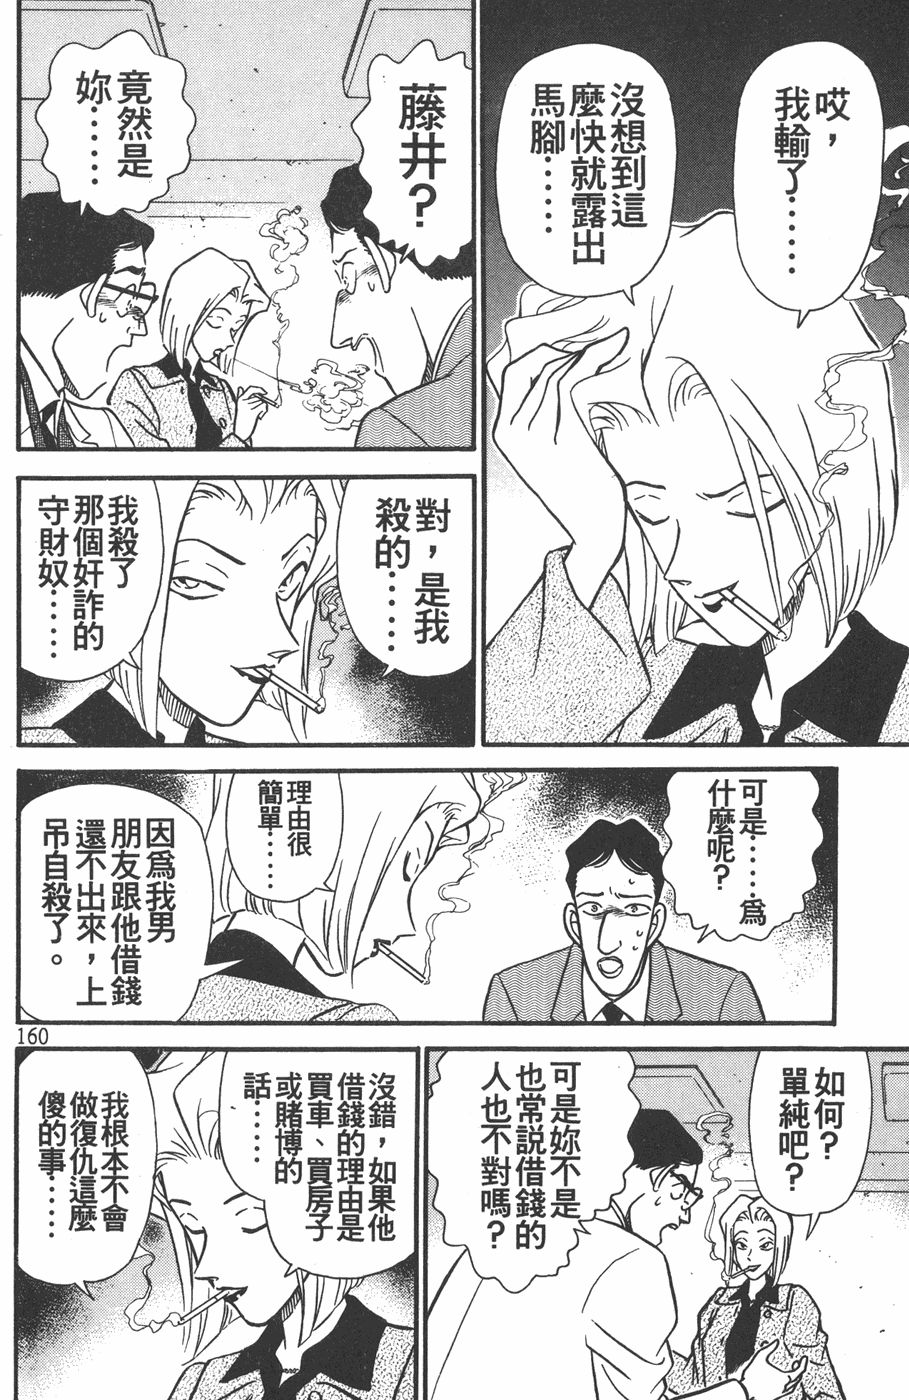 哎，
我輸了……
沒想到這
麼快就露出
馬腳……
藤井？
竟然是
妳……
對，是我
殺的……
我殺了
那個奸詐的
守財奴……
可是……為
什麼呢？
理由很
簡單……
因爲我男
朋友跟他借錢
還不出來，上
吊自殺了。
160
如何？
單純吧？
可是妳不是
也常説借錢的
人也不對嗎？
沒錯，如果他
借錢的理由是
買車、買房子
或賭博的
話……
我根本不會
做復仇這麼
傻的事……